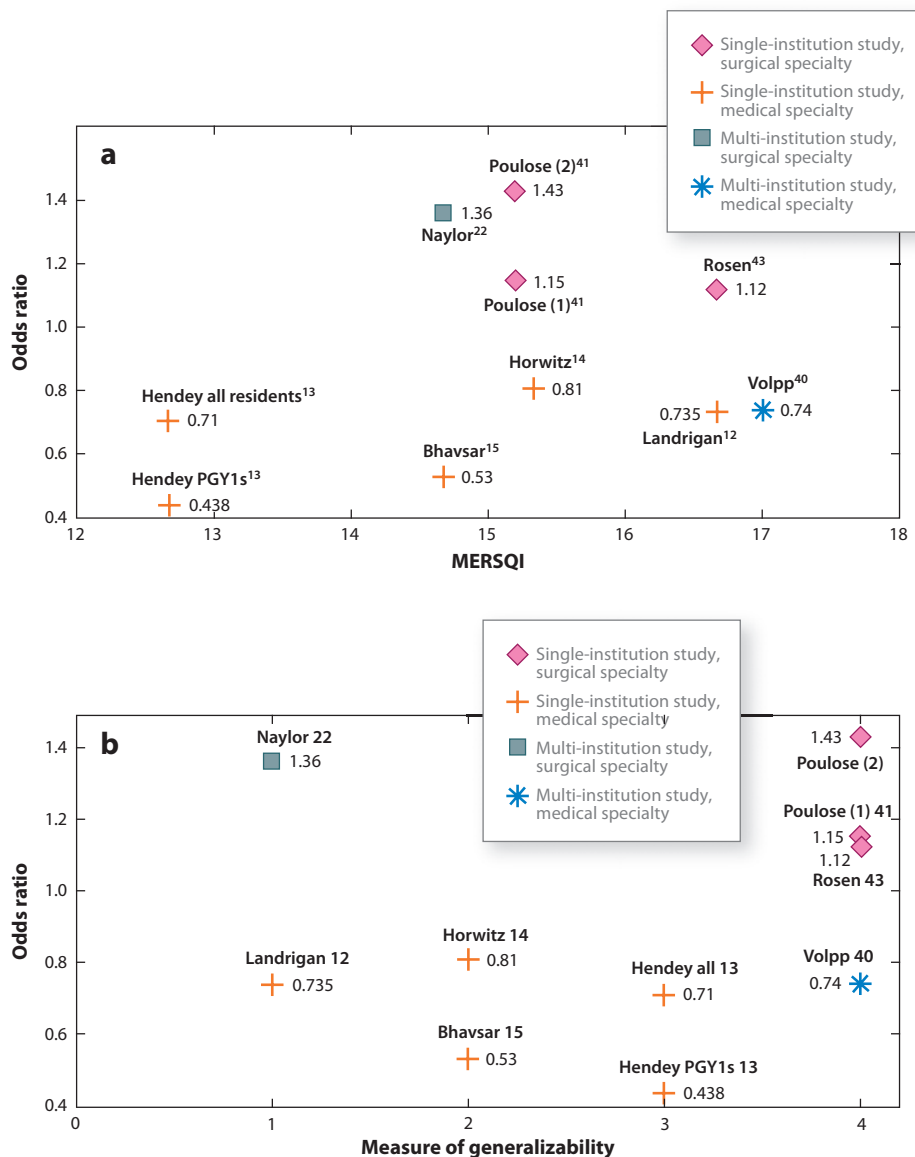 Single-institution study,
surgical specialty
Single-institution study,
medical specialty
Multi-institution study,
surgical specialty
Multi-institution study,
medical specialty
a
Odds ratio
1.4
1.2
1.0
0.8
0.6
0.4
Poulose (2)⁴¹
1.43
1.36
Naylor²²
1.15
Poulose (1)⁴¹
Rosen⁴³
1.12
Horwitz¹⁴
0.81
Volpp⁴⁰
0.74
0.735
Landrigan¹²
Hendey all residents¹³
0.71
Bhavsar¹⁵
0.53
Hendey PGY1s¹³
0.438
12 13 14 15 16 17 18
MERSQI
Single-institution study,
surgical specialty
Single-institution study,
medical specialty
Multi-institution study,
surgical specialty
Multi-institution study,
medical specialty
b
Odds ratio
1.4
1.2
1.0
0.8
0.6
0.4
Naylor 22
1.36
1.43
Poulose (2)
Poulose (1) 41
1.15
1.12
Rosen 43
Landrigan 12
0.735
Horwitz 14
0.81
Hendey all 13
0.71
Volpp 40
0.74
Bhavsar 15
0.53
Hendey PGY1s 13
0.438
0 1 2 3 4
Measure of generalizability